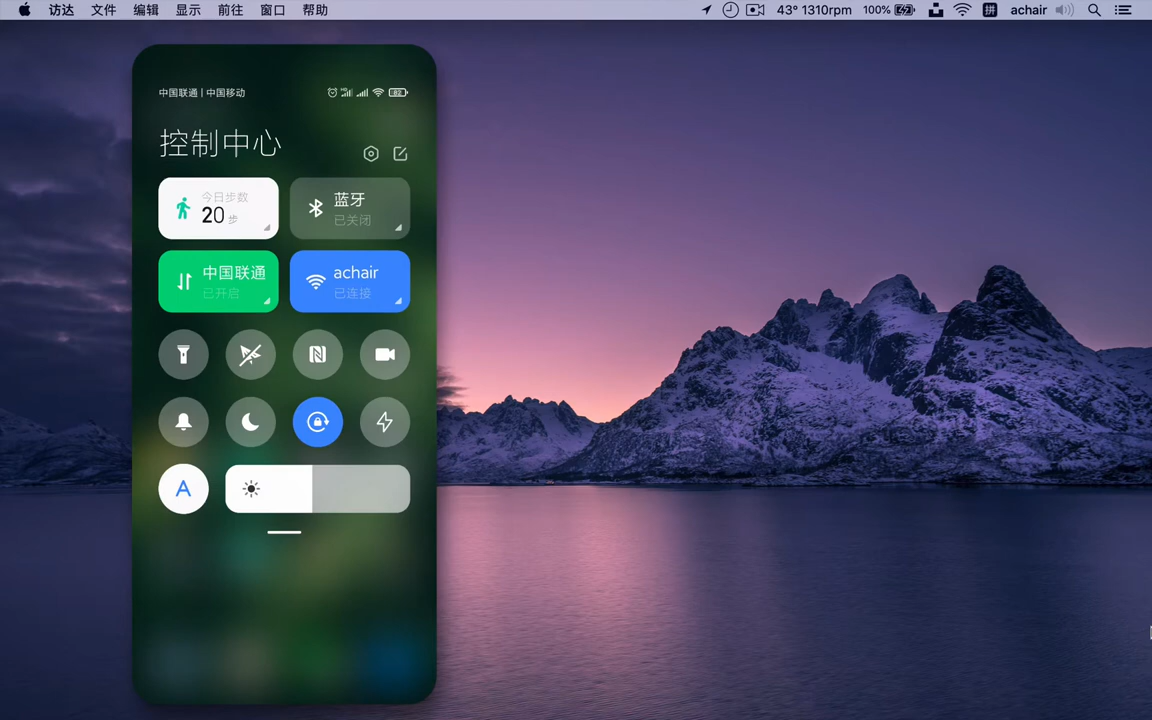 访达 文件 编辑 显示 前往 窗口 帮助 43° 1310rpm 100% 拼 achair
中国联通 | 中国移动 82
控制中心
今日步数
20 步
蓝牙
已关闭
中国联通
已开启
achair
已连接
A